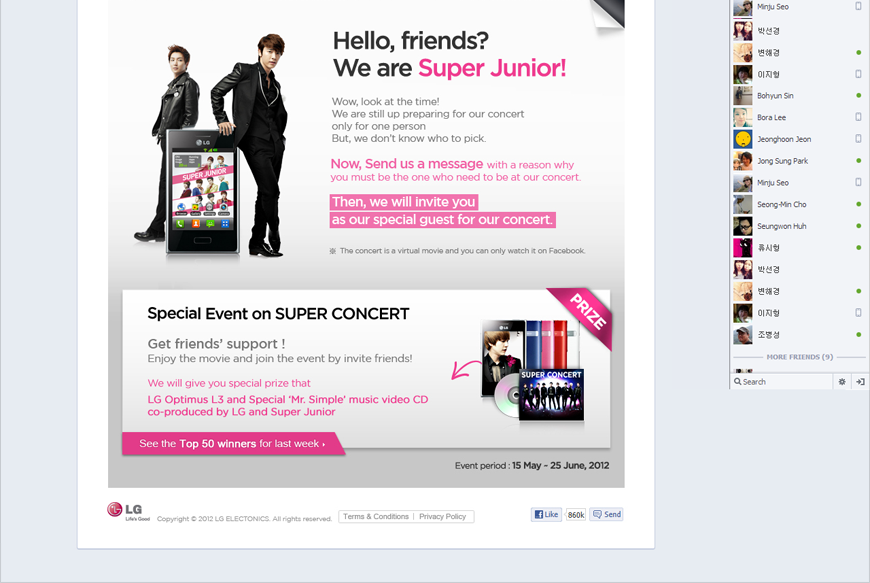 Hello, friends?
We are Super Junior!
Wow, look at the time!
We are still up preparing for our concert
only for one person
But, we don't know who to pick.
Now, Send us a message with a reason why
you must be the one who need to be at our concert.
Then, we will invite you
as our special guest for our concert.
※ The concert is a virtual movie and you can only watch it on Facebook.
LG
SUPER JUNIOR
Special Event on SUPER CONCERT
PRIZE
Get friends' support !
Enjoy the movie and join the event by invite friends!
We will give you special prize that
LG Optimus L3 and Special 'Mr. Simple' music video CD
co-produced by LG and Super Junior
SUPER CONCERT
See the Top 50 winners for last week ›
Event period : 15 May - 25 June, 2012
LG
Life's Good
Copyright © 2012 LG ELECTONICS. All rights reserved.
Terms & Conditions | Privacy Policy
Like 860k Send
Minju Seo
박선경
변해경
이지형
Bohyun Sin
Bora Lee
Jeonghoon Jeon
Jong Sung Park
Minju Seo
Seong-Min Cho
Seungwon Huh
류시형
박선경
변해경
이지형
조병성
MORE FRIENDS (9)
Search